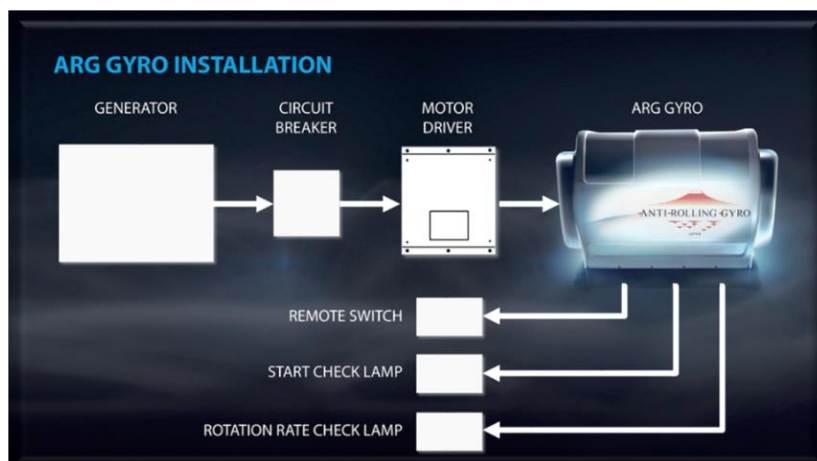 ARG GYRO INSTALLATION
GENERATOR
CIRCUIT
BREAKER
MOTOR
DRIVER
ARG GYRO
ANTI-ROLLING GYRO
JAPAN
REMOTE SWITCH
START CHECK LAMP
ROTATION RATE CHECK LAMP